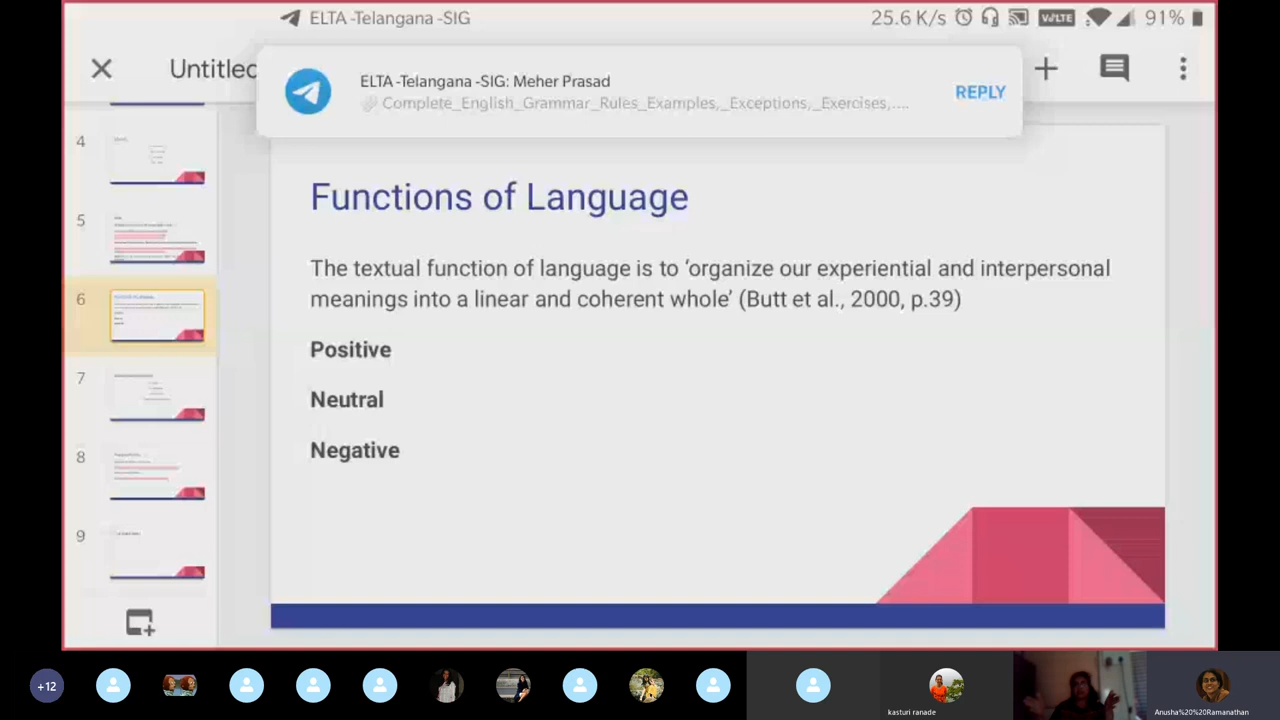 ELTA -Telangana -SIG
25.6 K/s
VoLTE
91%
Untitled
ELTA -Telangana -SIG: Meher Prasad
Complete_English_Grammar_Rules_Examples,_Exceptions,_Exercises,....
REPLY
4
5
6
7
8
9
Functions of Language
The textual function of language is to ‘organize our experiential and interpersonal
meanings into a linear and coherent whole’ (Butt et al., 2000, p.39)
Positive
Neutral
Negative
+12
kasturi ranade
Anusha%20%20Ramanathan